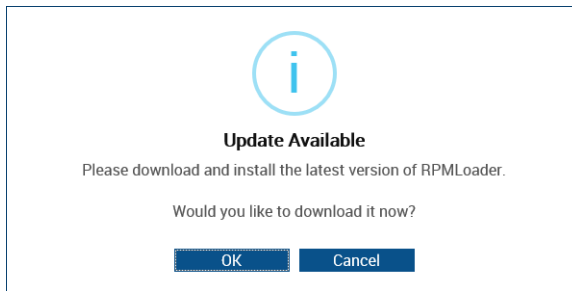 i
Update Available
Please download and install the latest version of RPMLoader.
Would you like to download it now?
OK Cancel